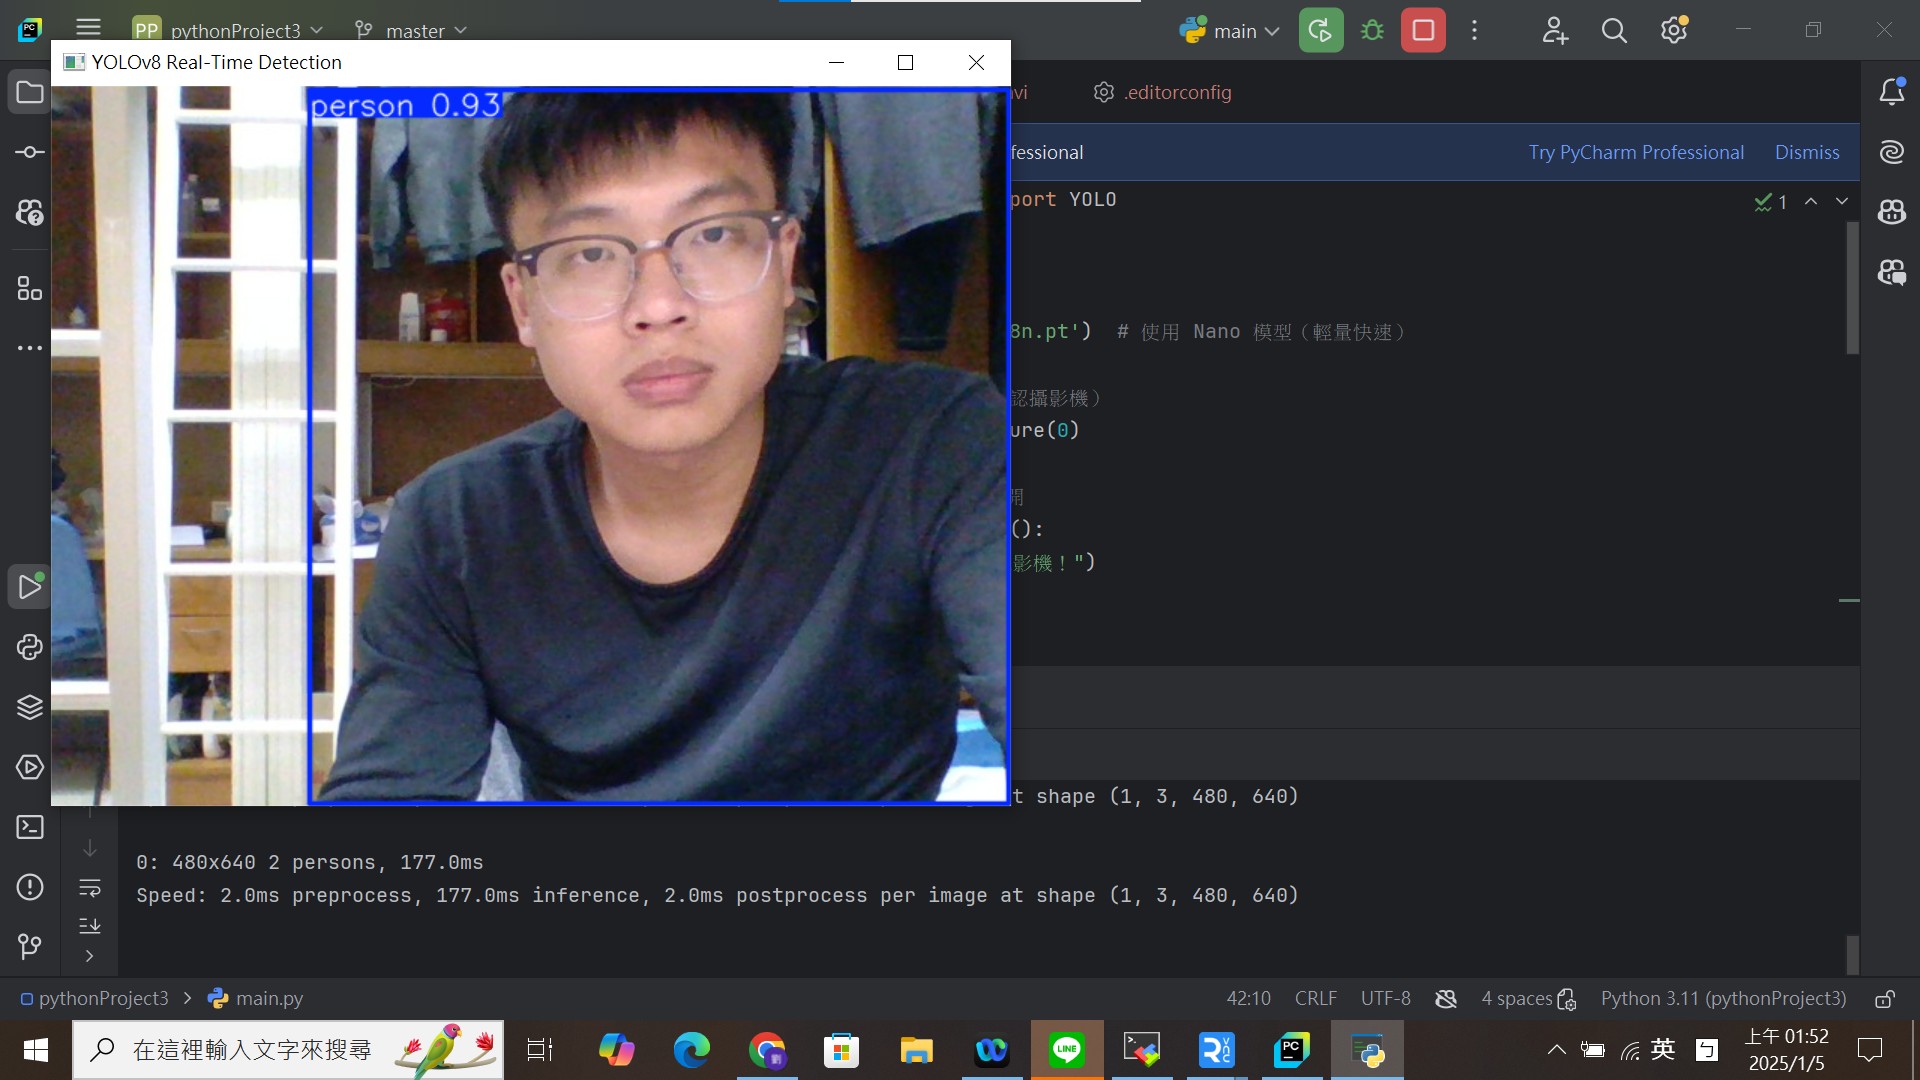 PP pythonProject3 master main
YOLOv8 Real-Time Detection
person 0.93
vi .editorconfig
fessional Try PyCharm Professional Dismiss
port YOLO
1
8n.pt') # 使用 Nano 模型（輕量快速）
認攝影機）
ure(0)
開
():
影機！")
t shape (1, 3, 480, 640)
0: 480x640 2 persons, 177.0ms
Speed: 2.0ms preprocess, 177.0ms inference, 2.0ms postprocess per image at shape (1, 3, 480, 640)
pythonProject3 > main.py 42:10 CRLF UTF-8 4 spaces Python 3.11 (pythonProject3)
在這裡輸入文字來搜尋
LINE
PC
英
ㄅ
上午 01:52
2025/1/5